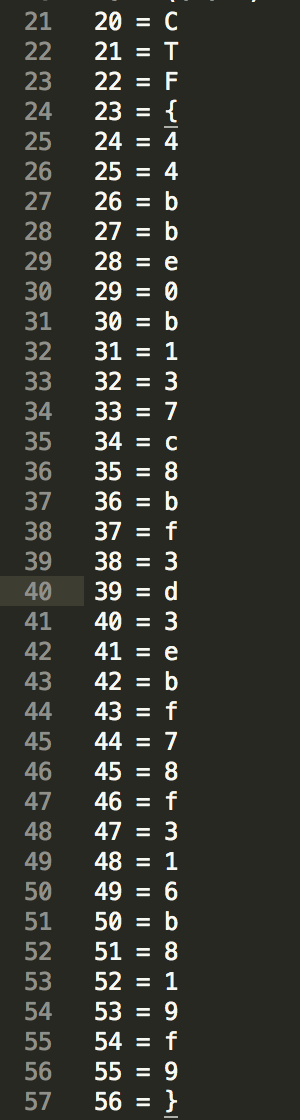 21 20 = C
22 21 = T
23 22 = F
24 23 = {
25 24 = 4
26 25 = 4
27 26 = b
28 27 = b
29 28 = e
30 29 = 0
31 30 = b
32 31 = 1
33 32 = 3
34 33 = 7
35 34 = c
36 35 = 8
37 36 = b
38 37 = f
39 38 = 3
40 39 = d
41 40 = 3
42 41 = e
43 42 = b
44 43 = f
45 44 = 7
46 45 = 8
47 46 = f
48 47 = 3
49 48 = 1
50 49 = 6
51 50 = b
52 51 = 8
53 52 = 1
54 53 = 9
55 54 = f
56 55 = 9
57 56 = }